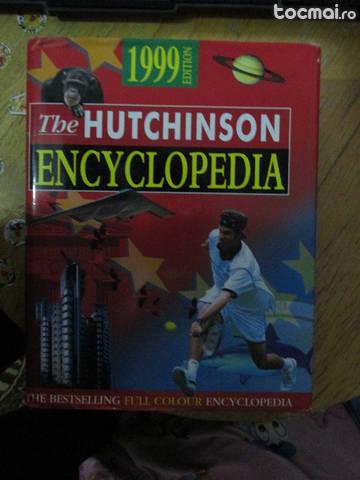 tocmai.ro
1999
EDITION
The HUTCHINSON
ENCYCLOPEDIA
THE BESTSELLING FULL COLOUR ENCYCLOPEDIA